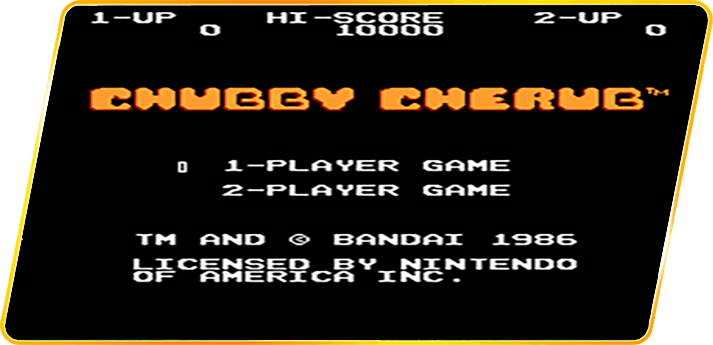 1-UP HI-SCORE 2-UP
0 10000 0
CHUBBY CHERUB™
1-PLAYER GAME
2-PLAYER GAME
TM AND © BANDAI 1986
LICENSED BY NINTENDO
OF AMERICA INC.